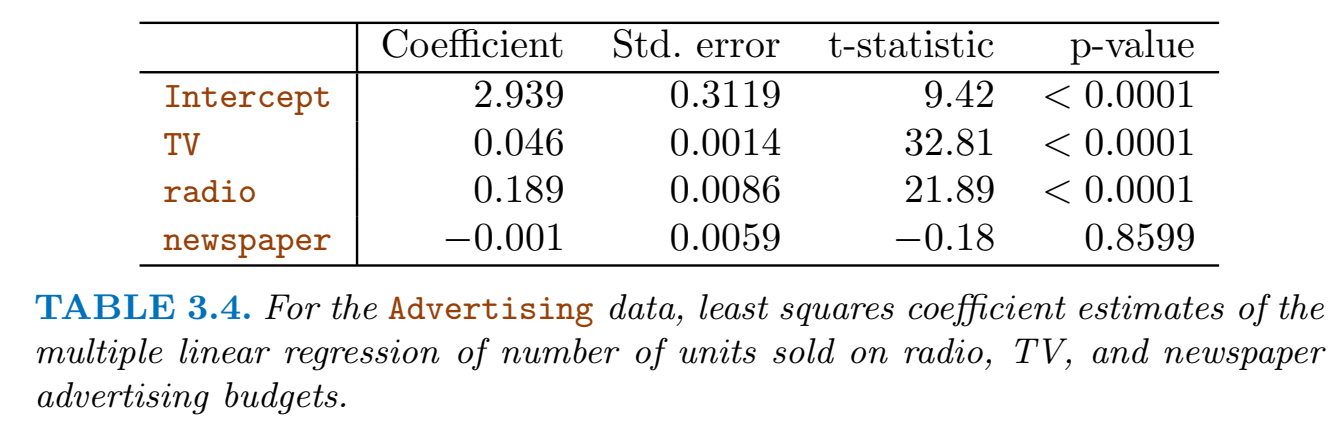 Coefficient Std. error t-statistic p-value
Intercept 2.939 0.3119 9.42 < 0.0001
TV 0.046 0.0014 32.81 < 0.0001
radio 0.189 0.0086 21.89 < 0.0001
newspaper −0.001 0.0059 −0.18 0.8599
TABLE 3.4. For the Advertising data, least squares coefficient estimates of the
multiple linear regression of number of units sold on radio, TV, and newspaper
advertising budgets.